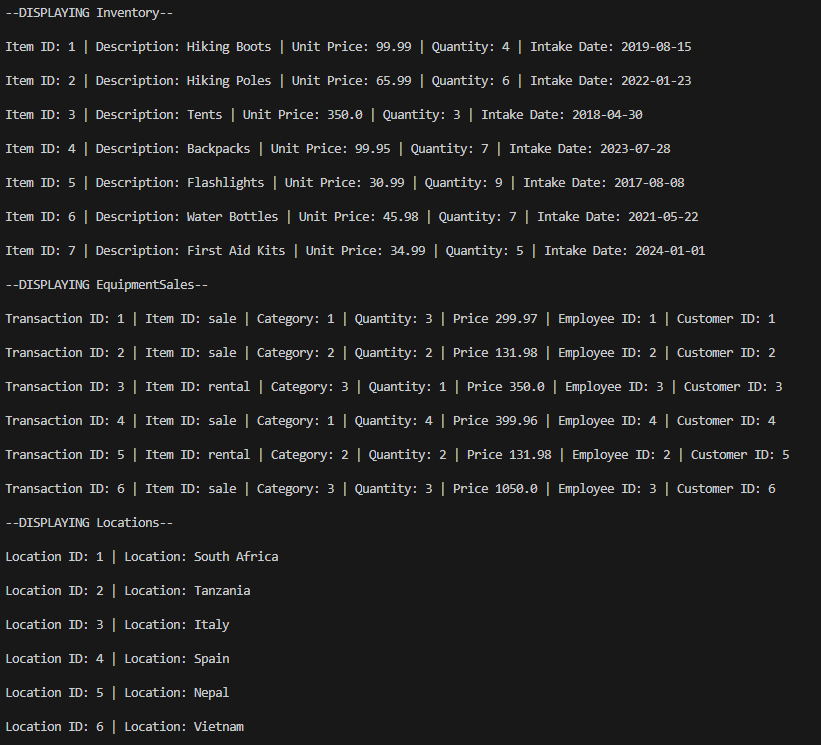 --DISPLAYING Inventory--
Item ID: 1 | Description: Hiking Boots | Unit Price: 99.99 | Quantity: 4 | Intake Date: 2019-08-15
Item ID: 2 | Description: Hiking Poles | Unit Price: 65.99 | Quantity: 6 | Intake Date: 2022-01-23
Item ID: 3 | Description: Tents | Unit Price: 350.0 | Quantity: 3 | Intake Date: 2018-04-30
Item ID: 4 | Description: Backpacks | Unit Price: 99.95 | Quantity: 7 | Intake Date: 2023-07-28
Item ID: 5 | Description: Flashlights | Unit Price: 30.99 | Quantity: 9 | Intake Date: 2017-08-08
Item ID: 6 | Description: Water Bottles | Unit Price: 45.98 | Quantity: 7 | Intake Date: 2021-05-22
Item ID: 7 | Description: First Aid Kits | Unit Price: 34.99 | Quantity: 5 | Intake Date: 2024-01-01
--DISPLAYING EquipmentSales--
Transaction ID: 1 | Item ID: sale | Category: 1 | Quantity: 3 | Price 299.97 | Employee ID: 1 | Customer ID: 1
Transaction ID: 2 | Item ID: sale | Category: 2 | Quantity: 2 | Price 131.98 | Employee ID: 2 | Customer ID: 2
Transaction ID: 3 | Item ID: rental | Category: 3 | Quantity: 1 | Price 350.0 | Employee ID: 3 | Customer ID: 3
Transaction ID: 4 | Item ID: sale | Category: 1 | Quantity: 4 | Price 399.96 | Employee ID: 4 | Customer ID: 4
Transaction ID: 5 | Item ID: rental | Category: 2 | Quantity: 2 | Price 131.98 | Employee ID: 2 | Customer ID: 5
Transaction ID: 6 | Item ID: sale | Category: 3 | Quantity: 3 | Price 1050.0 | Employee ID: 3 | Customer ID: 6
--DISPLAYING Locations--
Location ID: 1 | Location: South Africa
Location ID: 2 | Location: Tanzania
Location ID: 3 | Location: Italy
Location ID: 4 | Location: Spain
Location ID: 5 | Location: Nepal
Location ID: 6 | Location: Vietnam